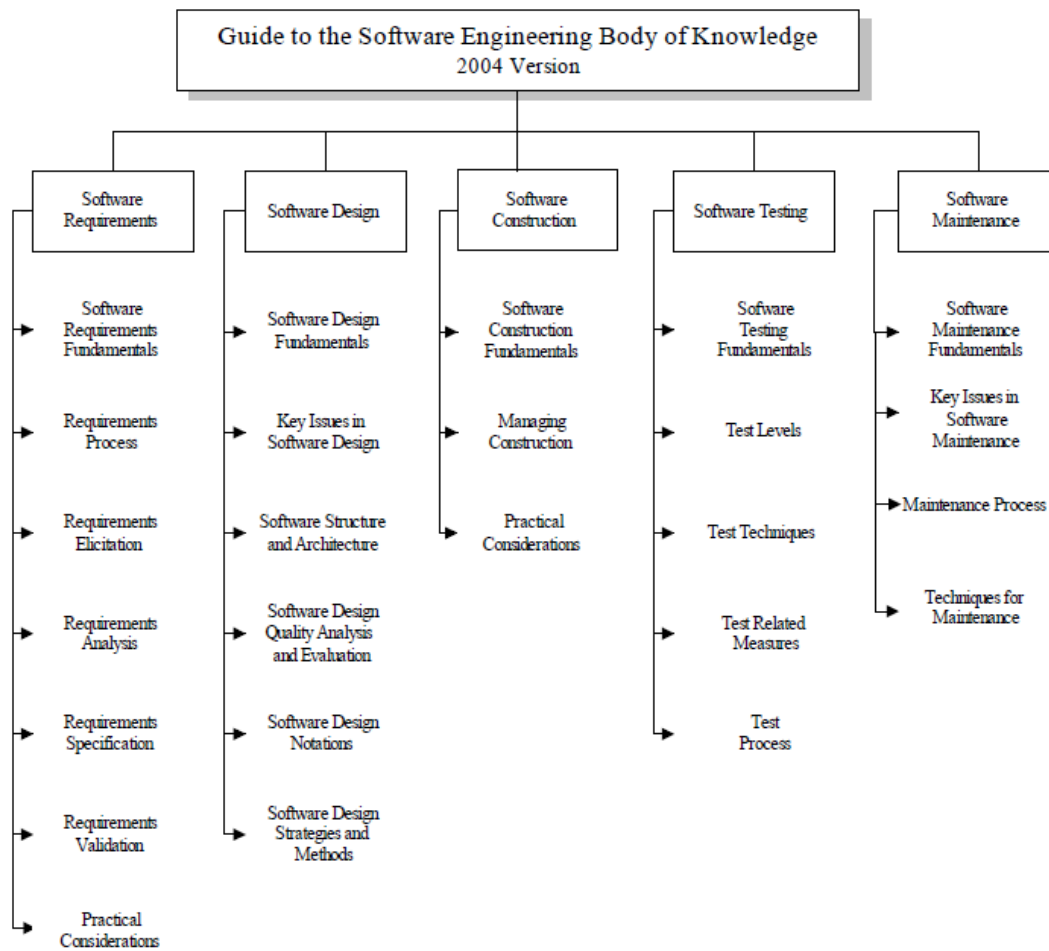 Guide to the Software Engineering Body of Knowledge
2004 Version
Software
Requirements
Software Design
Software
Construction
Software Testing
Software
Maintenance
Software
Requirements
Fundamentals
Requirements
Process
Requirements
Elicitation
Requirements
Analysis
Requirements
Specification
Requirements
Validation
Practical
Considerations
Software Design
Fundamentals
Key Issues in
Software Design
Software Structure
and Architecture
Software Design
Quality Analysis
and Evaluation
Software Design
Notations
Software Design
Strategies and
Methods
Software
Construction
Fundamentals
Managing
Construction
Practical
Considerations
Sofware
Testing
Fundamentals
Test Levels
Test Techniques
Test Related
Measures
Test
Process
Software
Maintenance
Fundamentals
Key Issues in
Software
Maintenance
Maintenance Process
Techniques for
Maintenance